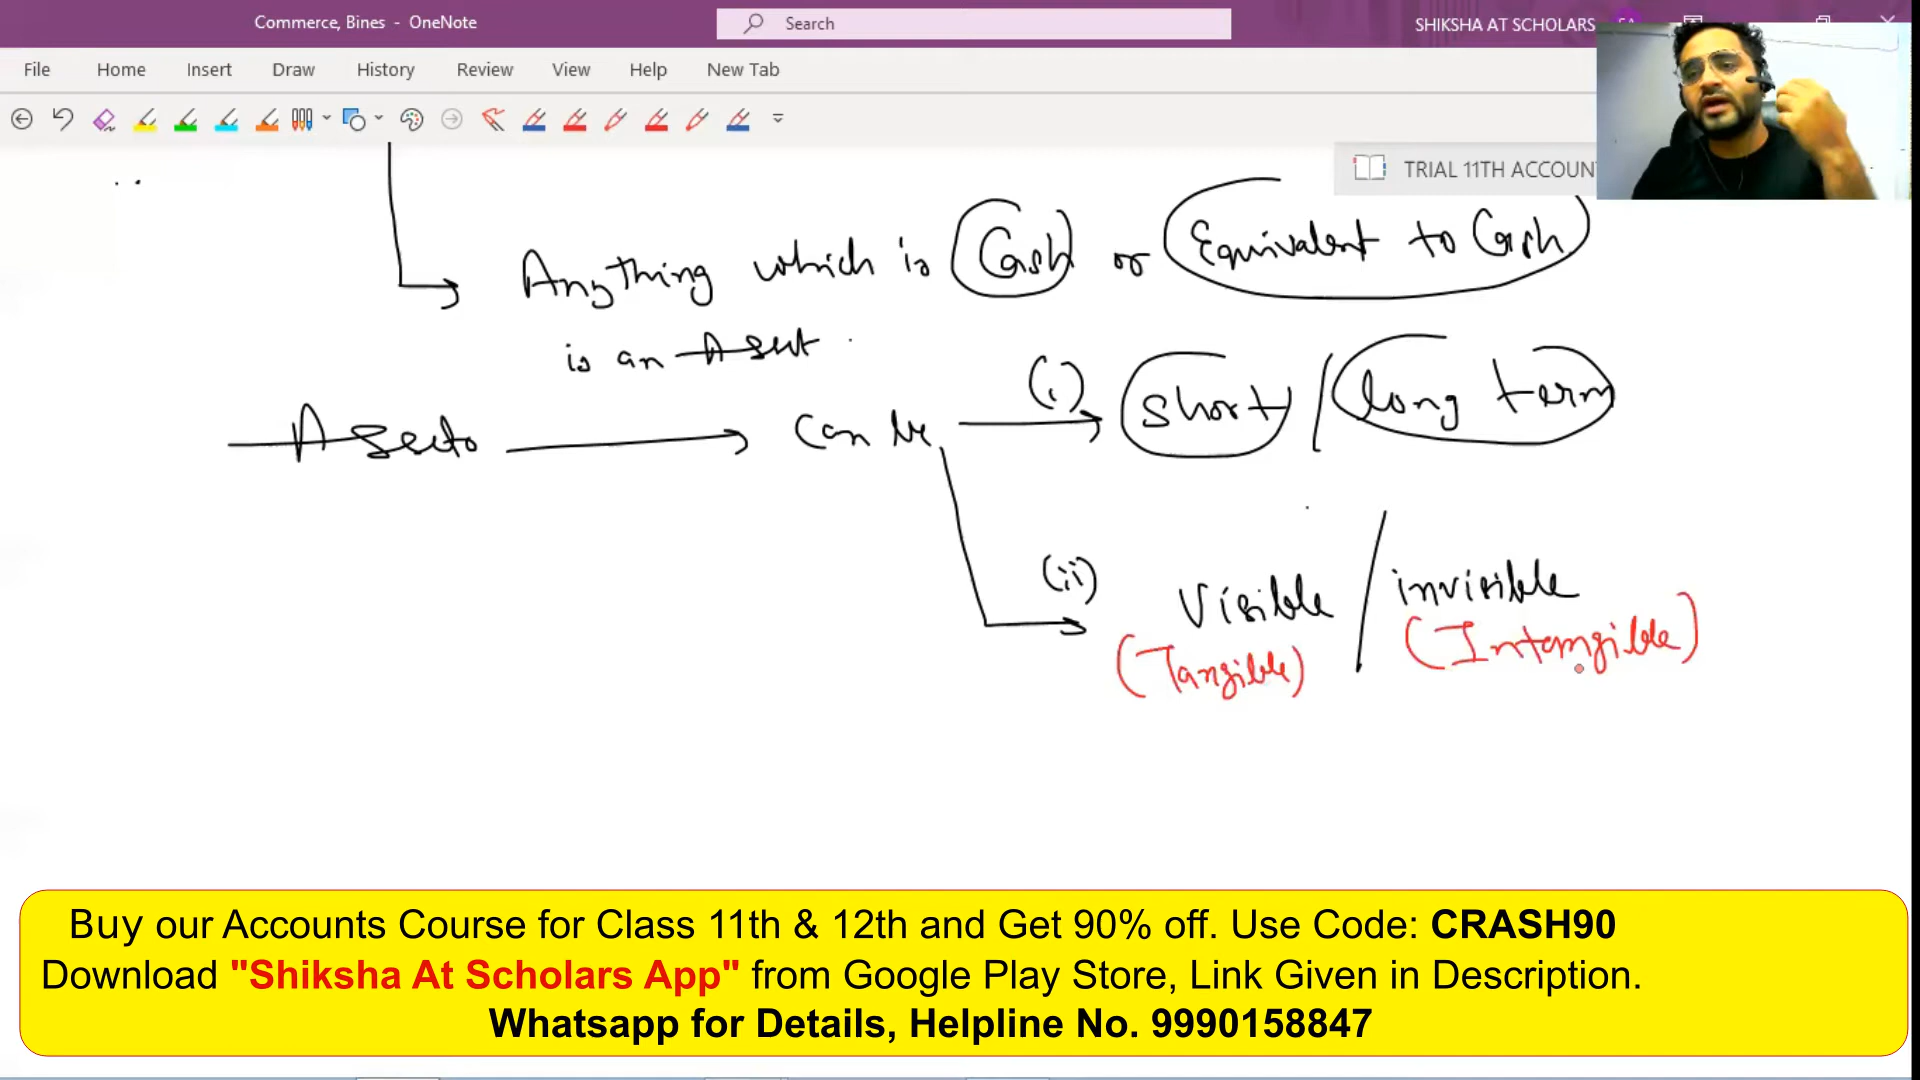 Commerce, Bines - OneNote
Search
SHIKSHA AT SCHOLARS
File Home Insert Draw History Review View Help New Tab
TRIAL 11TH ACCOUN
Anything which is Cash or Equivalent to Cash
is an Asset.
Assets → Can be → (i) Short / long term
(ii) Visible / invisible
(Tangible) (Intangible)
Buy our Accounts Course for Class 11th & 12th and Get 90% off. Use Code: CRASH90
Download "Shiksha At Scholars App" from Google Play Store, Link Given in Description.
Whatsapp for Details, Helpline No. 9990158847